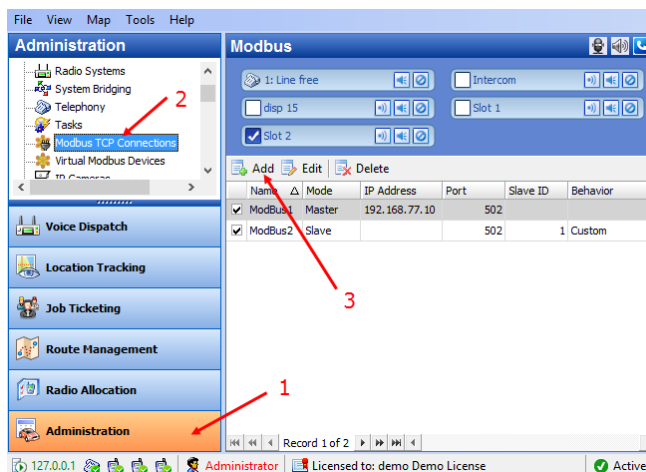 File View Map Tools Help
Administration
Modbus
Radio Systems
System Bridging
Telephony
Tasks
Modbus TCP Connections
Virtual Modbus Devices
IP Cameras
2
1: Line free
Intercom
disp 15
Slot 1
Slot 2
Add Edit Delete
Name Mode IP Address Port Slave ID Behavior
ModBus1 Master 192.168.77.10 502
ModBus2 Slave 502 1 Custom
3
Voice Dispatch
Location Tracking
Job Ticketing
Route Management
Radio Allocation
Administration
1
Record 1 of 2
127.0.0.1 Administrator Licensed to: demo Demo License Active